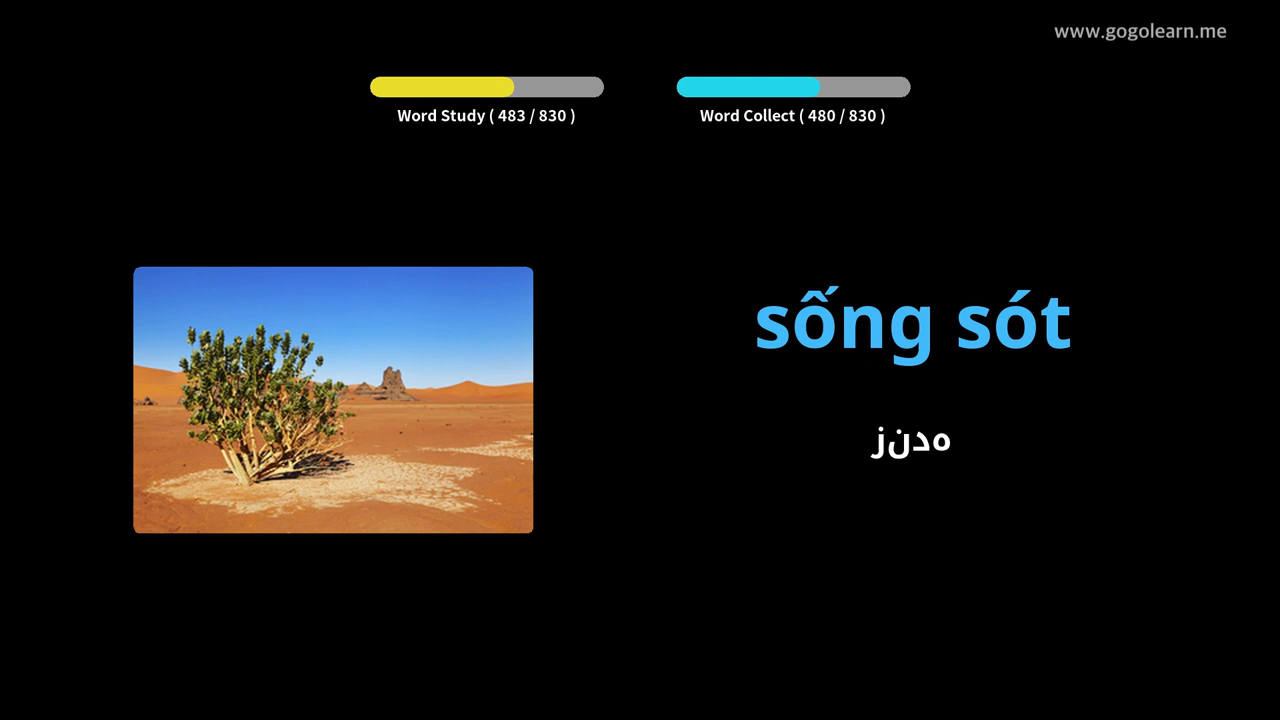 www.gogolearn.me
Word Study ( 483 / 830 )
Word Collect ( 480 / 830 )
sống sót
زندہ